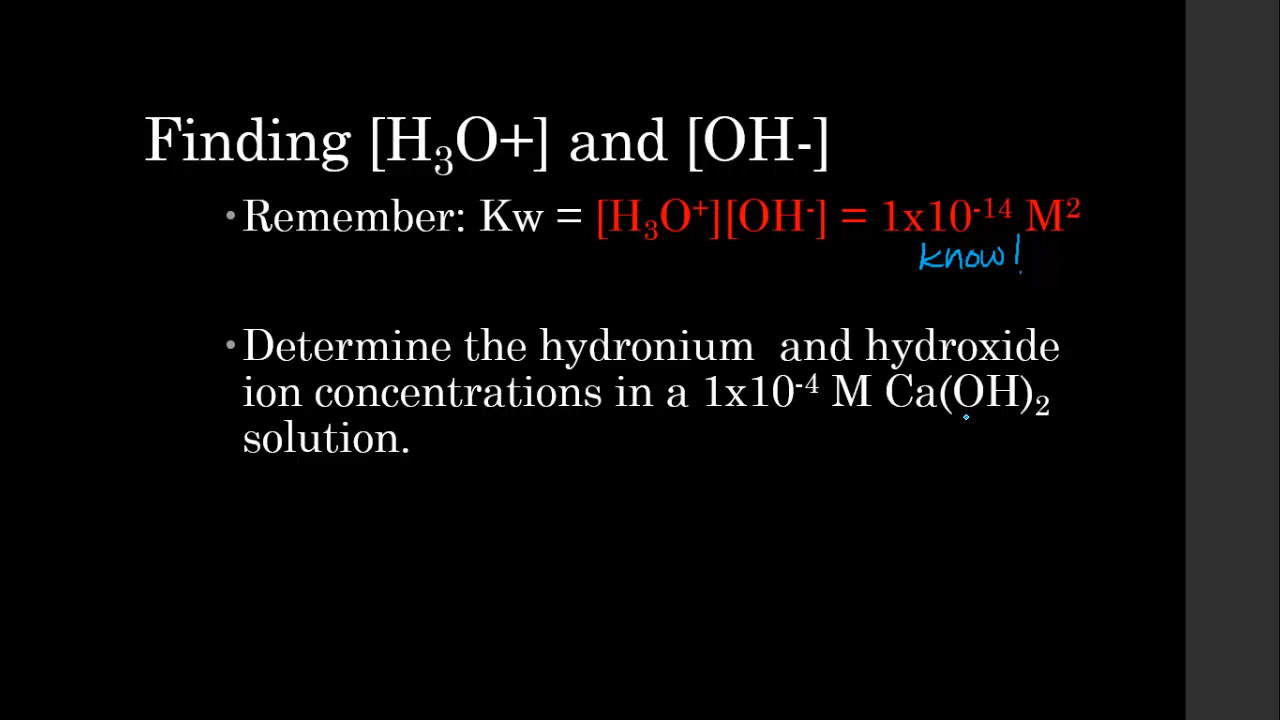 Finding [H₃O+] and [OH-]
•Remember: Kw = [H₃O⁺][OH⁻] = 1x10⁻¹⁴ M²
know!
•Determine the hydronium and hydroxide
ion concentrations in a 1x10⁻⁴ M Ca(OH)₂
solution.